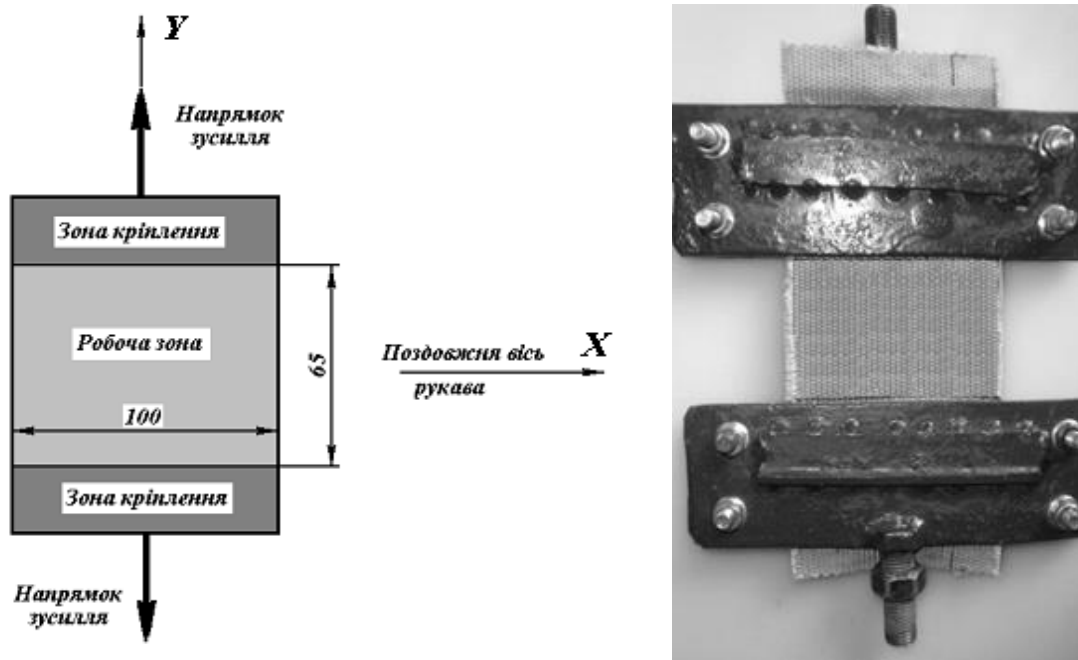 Y
Напрямок
зусилля
Зона кріплення
Робоча зона
65
100
Поздовжня вісь X
рукава
Зона кріплення
Напрямок
зусилля